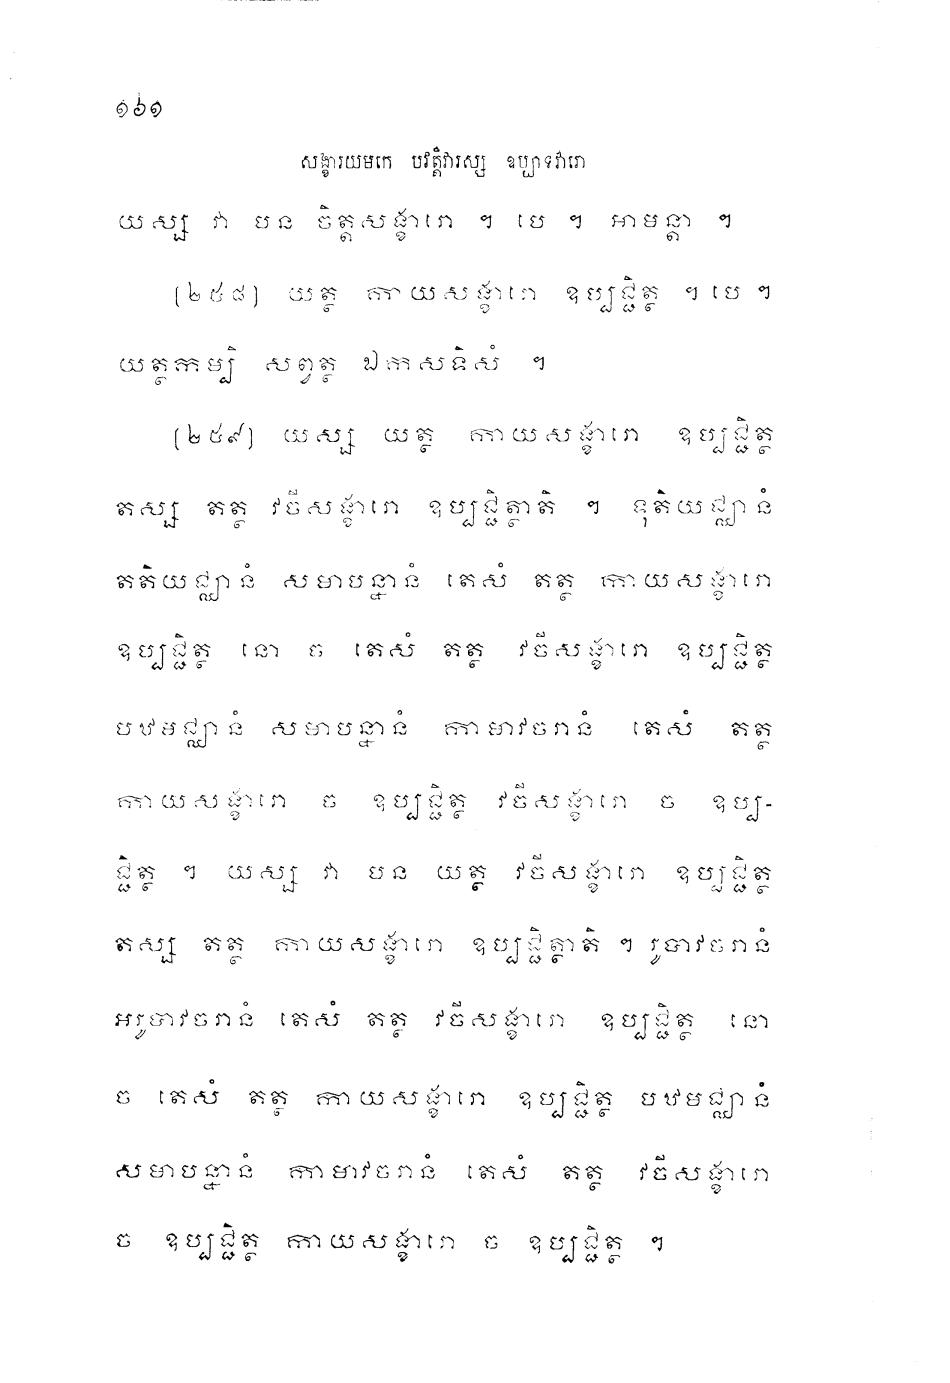 ១៦១
សង្ខារយមកេ បវត្តិវារស្ស ឧប្បាទវារោ
យស្ស វា បន ចិត្តសង្ខារោ ។ បេ ។ អាមន្តា ។
(២៥៨) យត្ថ កាយសង្ខារោ ឧប្បជ្ជិត្ថ ។ បេ ។
យត្ថកម្បិ សព្វត្ថ ឯកសទិសំ ។
(២៥៩) យស្ស យត្ថ កាយសង្ខារោ ឧប្បជ្ជិត្ថ
តស្ស តត្ថ វចីសង្ខារោ ឧប្បជ្ជិត្ថាតិ ។ ទុតិយជ្ឈានំ
តតិយជ្ឈានំ សមាបន្នានំ តេសំ តត្ថ កាយសង្ខារោ
ឧប្បជ្ជិត្ថ នោ ច តេសំ តត្ថ វចីសង្ខារោ ឧប្បជ្ជិត្ថ
បឋមជ្ឈានំ សមាបន្នានំ កាមាវចរានំ តេសំ តត្ថ
កាយសង្ខារោ ច ឧប្បជ្ជិត្ថ វចីសង្ខារោ ច ឧប្ប-
ជ្ជិត្ថ ។ យស្ស វា បន យត្ថ វចីសង្ខារោ ឧប្បជ្ជិត្ថ
តស្ស តត្ថ កាយសង្ខារោ ឧប្បជ្ជិត្ថាតិ ។ រូបាវចរានំ
អរូបាវចរានំ តេសំ តត្ថ វចីសង្ខារោ ឧប្បជ្ជិត្ថ នោ
ច តេសំ តត្ថ កាយសង្ខារោ ឧប្បជ្ជិត្ថ បឋមជ្ឈានំ
សមាបន្នានំ កាមាវចរានំ តេសំ តត្ថ វចីសង្ខារោ
ច ឧប្បជ្ជិត្ថ កាយសង្ខារោ ច ឧប្បជ្ជិត្ថ ។